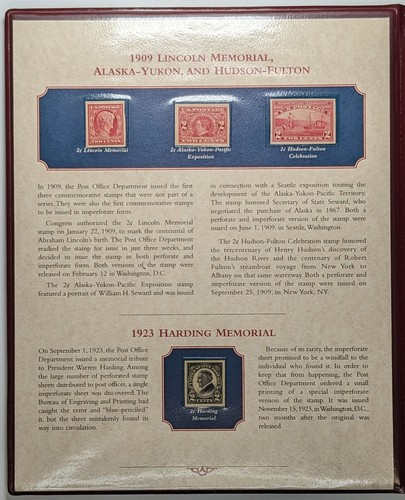 1909 LINCOLN MEMORIAL,
ALASKA-YUKON, AND HUDSON-FULTON
U.S. POSTAGE
2 2
TWO CENTS
2 2
TWO CENTS
2 2
TWO CENTS
2¢ Lincoln Memorial
2¢ Alaska-Yukon-Pacific
Exposition
2¢ Hudson-Fulton
Celebration
In 1909, the Post Office Department issued the first
three commemorative stamps that were not part of a
series. They were also the first commemorative stamps
to be issued in imperforate form.
Congress authorized the 2¢ Lincoln Memorial
stamp on January 22, 1909, to mark the centennial of
Abraham Lincoln's birth. The Post Office Department
readied the stamp for issue in just three weeks, and
decided to issue the stamp in both perforate and
imperforate form. Both versions of the stamp were
released on February 12 in Washington, D.C.
The 2¢ Alaska-Yukon-Pacific Exposition stamp
featured a portrait of William H. Seward and was issued
in connection with a Seattle exposition touting the
development of the Alaska-Yukon-Pacific Territory.
The stamp honored Secretary of State Seward, who
negotiated the purchase of Alaska in 1867. Both a
perforate and imperforate version of the stamp were
issued on June 1, 1909, in Seattle, Washington.
The 2¢ Hudson-Fulton Celebration stamp honored
the tercentenary of Henry Hudson's discovery of
the Hudson River and the centenary of Robert
Fulton's steamboat voyage from New York to
Albany on that same waterway. Both a perforate and
imperforate version of the stamp were issued on
September 25, 1909, in New York, NY.
1923 HARDING MEMORIAL
On September 1, 1923, the Post Office
Department issued a memorial tribute
to President Warren Harding. Among
the large number of perforated stamp
sheets distributed to post offices, a single
imperforate sheet was discovered. The
Bureau of Engraving and Printing had
caught the error and "blue-penciled"
it, but the sheet mistakenly found its
way into circulation.
2 2
CENTS
2¢ Harding
Memorial
Because of its rarity, the imperforate
sheet promised to be a windfall to the
individual who found it. In order to
keep that from happening, the Post
Office Department ordered a small
printing of a special imperforate
version of the stamp. It was issued
November 15, 1923, in Washington, D.C.,
two months after the original was
released.